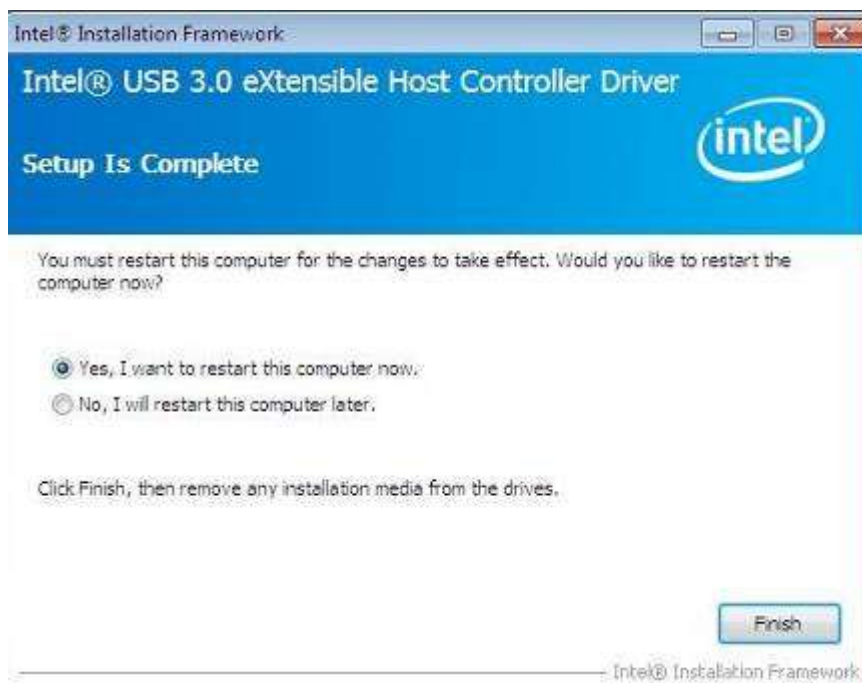 Intel® Installation Framework
Intel® USB 3.0 eXtensible Host Controller Driver
intel
Setup Is Complete
You must restart this computer for the changes to take effect. Would you like to restart the
computer now?
Yes, I want to restart this computer now.
No, I will restart this computer later.
Click Finish, then remove any installation media from the drives.
Finish
Intel® Installation Framework